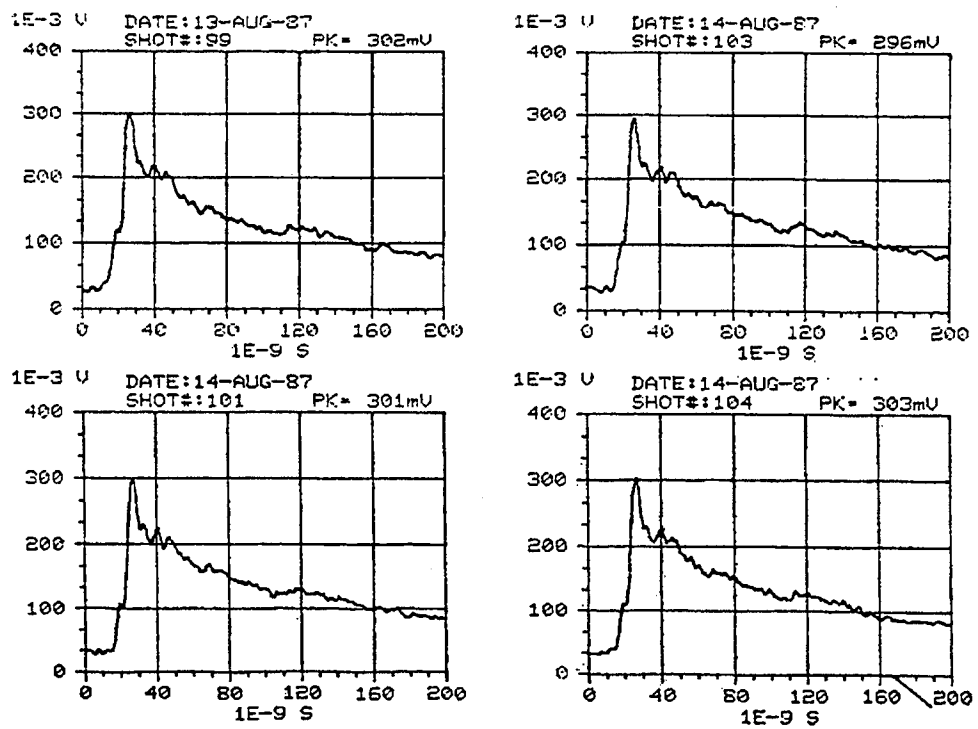 1E-3 V DATE:13-AUG-87
SHOT#:99 PK= 302mV
400
300
200
100
0
0 40 80 120 160 200
1E-9 S
1E-3 V DATE:14-AUG-87
SHOT#:103 PK= 296mV
400
300
200
100
0
0 40 80 120 160 200
1E-9 S
1E-3 V DATE:14-AUG-87
SHOT#:101 PK= 301mV
400
300
200
100
0
0 40 80 120 160 200
1E-9 S
1E-3 V DATE:14-AUG-87
SHOT#:104 PK= 303mV
400
300
200
100
0
0 40 80 120 160 200
1E-9 S